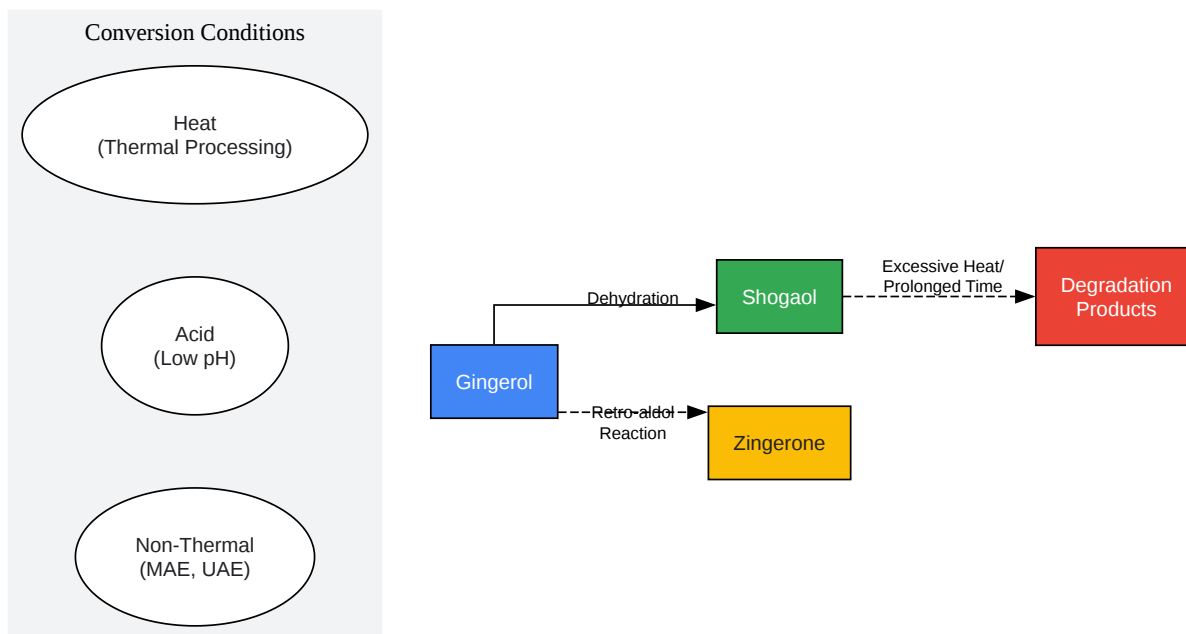 Conversion Conditions
Heat
(Thermal Processing)
Acid
(Low pH)
Non-Thermal
(MAE, UAE)
Gingerol
Dehydration
Shogaol
Excessive Heat/
Prolonged Time
Degradation
Products
Retro-aldol
Reaction
Zingerone